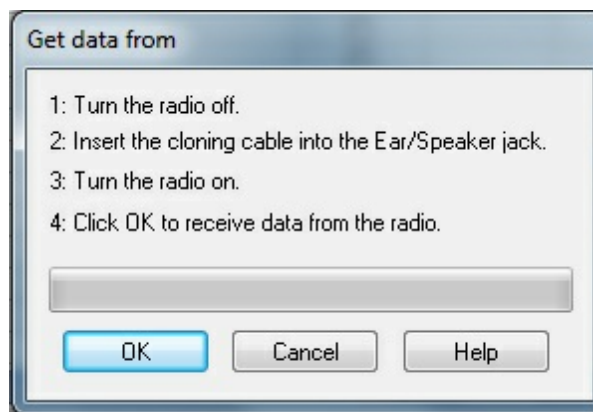 Get data from
1: Turn the radio off.
2: Insert the cloning cable into the Ear/Speaker jack.
3: Turn the radio on.
4: Click OK to receive data from the radio.
OK Cancel Help